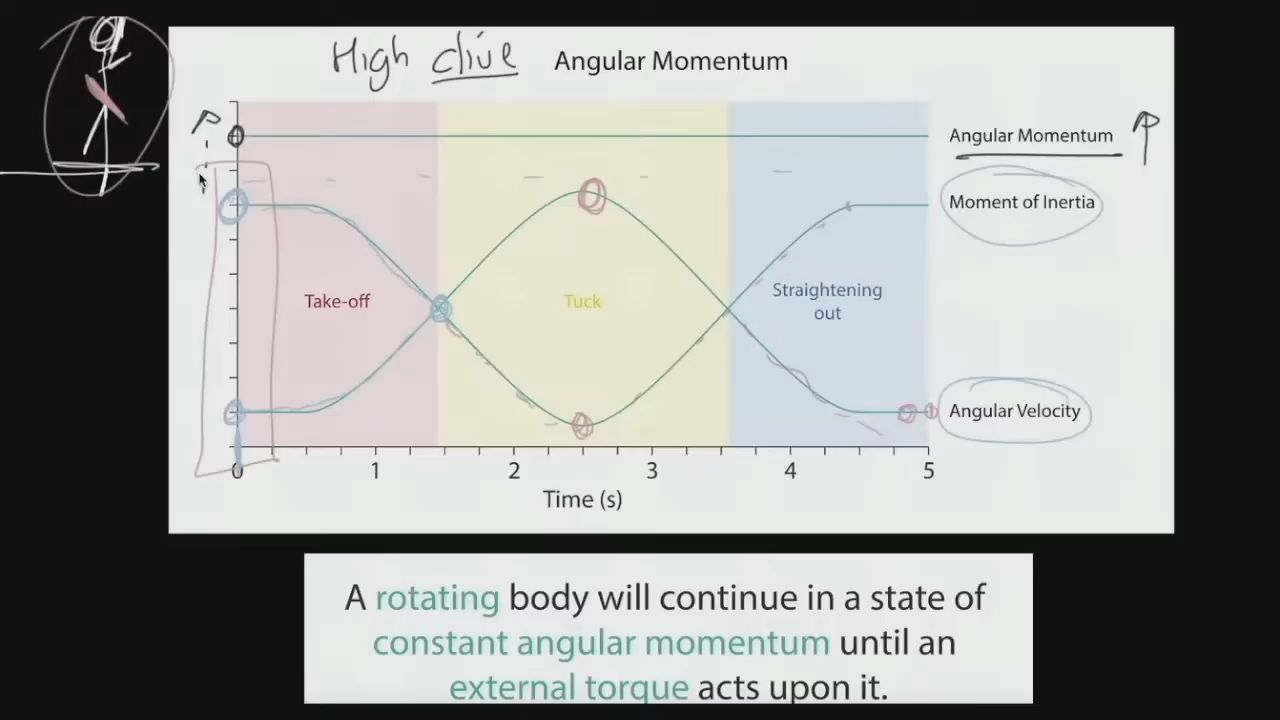 High dive Angular Momentum
Angular Momentum
Moment of Inertia
Take-off
Tuck
Straightening
out
Angular Velocity
0 1 2 3 4 5
Time (s)
A rotating body will continue in a state of
constant angular momentum until an
external torque acts upon it.